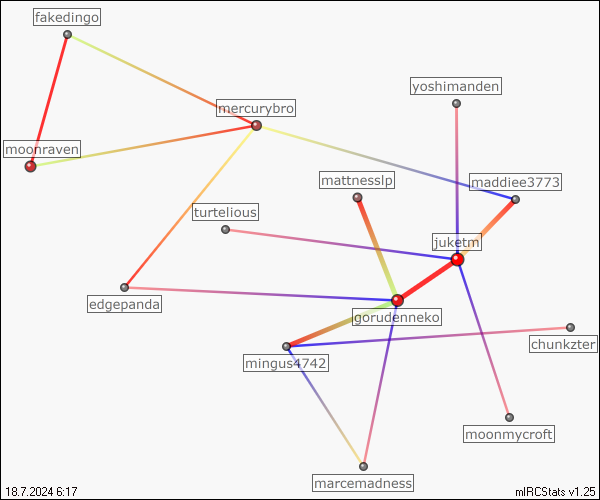 fakedingo
yoshimanden
mercurybro
moonraven
mattnesslp
maddiee3773
turtelious
juketm
edgepanda
gorudenneko
chunkzter
mingus4742
moonmycroft
marcemadness
18.7.2024 6:17
mIRCStats v1.25